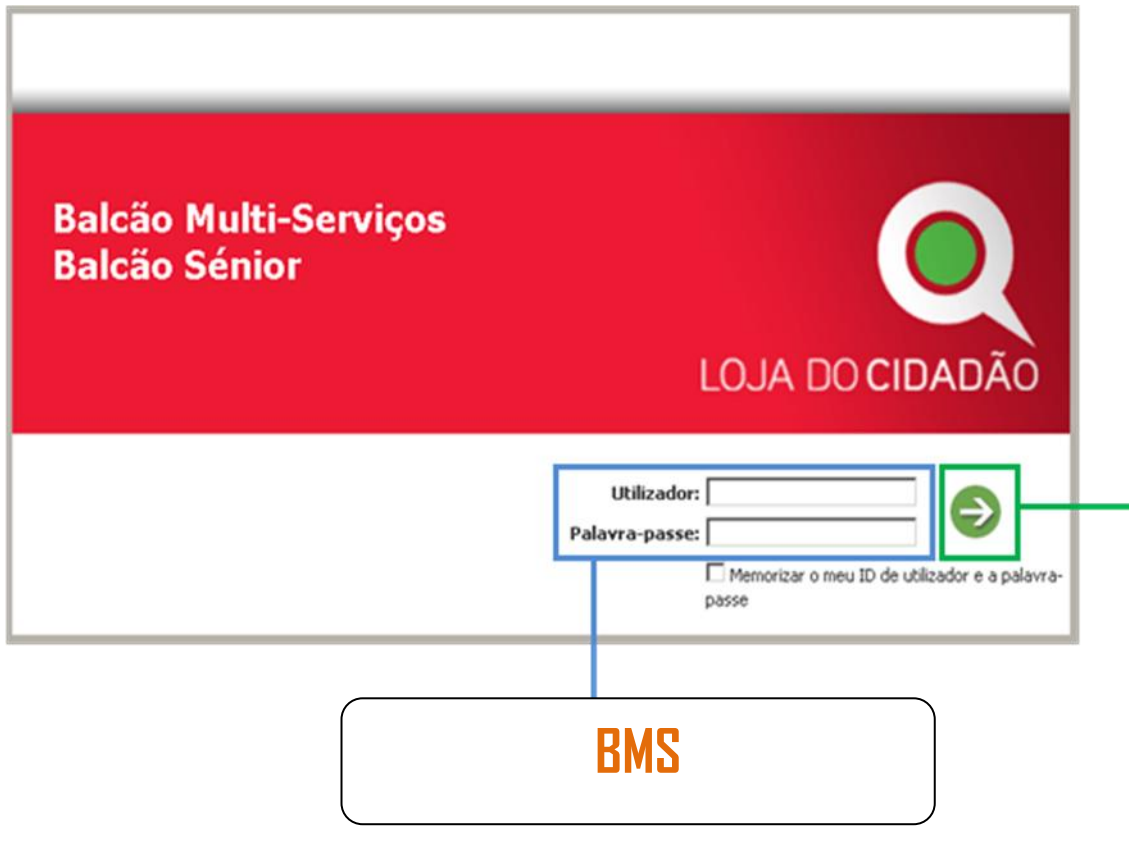 Balcão Multi-Serviços
Balcão Sénior
LOJA DO CIDADÃO
Utilizador:
Palavra-passe:
Memorizar o meu ID de utilizador e a palavra-
passe
BMS